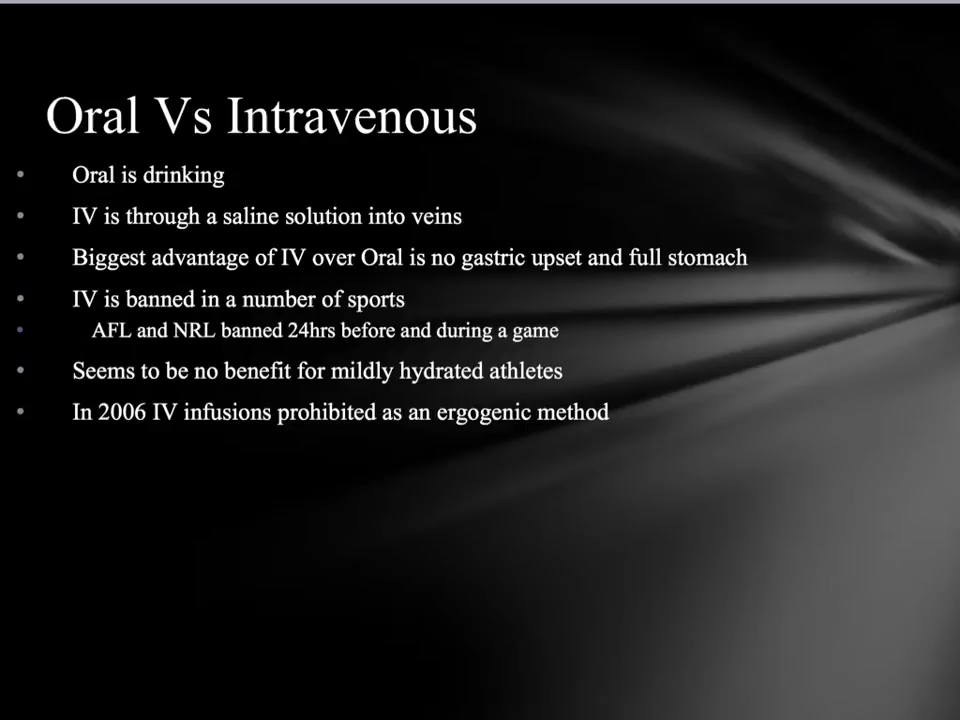 Oral Vs Intravenous
• Oral is drinking
• IV is through a saline solution into veins
• Biggest advantage of IV over Oral is no gastric upset and full stomach
• IV is banned in a number of sports
• AFL and NRL banned 24hrs before and during a game
• Seems to be no benefit for mildly hydrated athletes
• In 2006 IV infusions prohibited as an ergogenic method